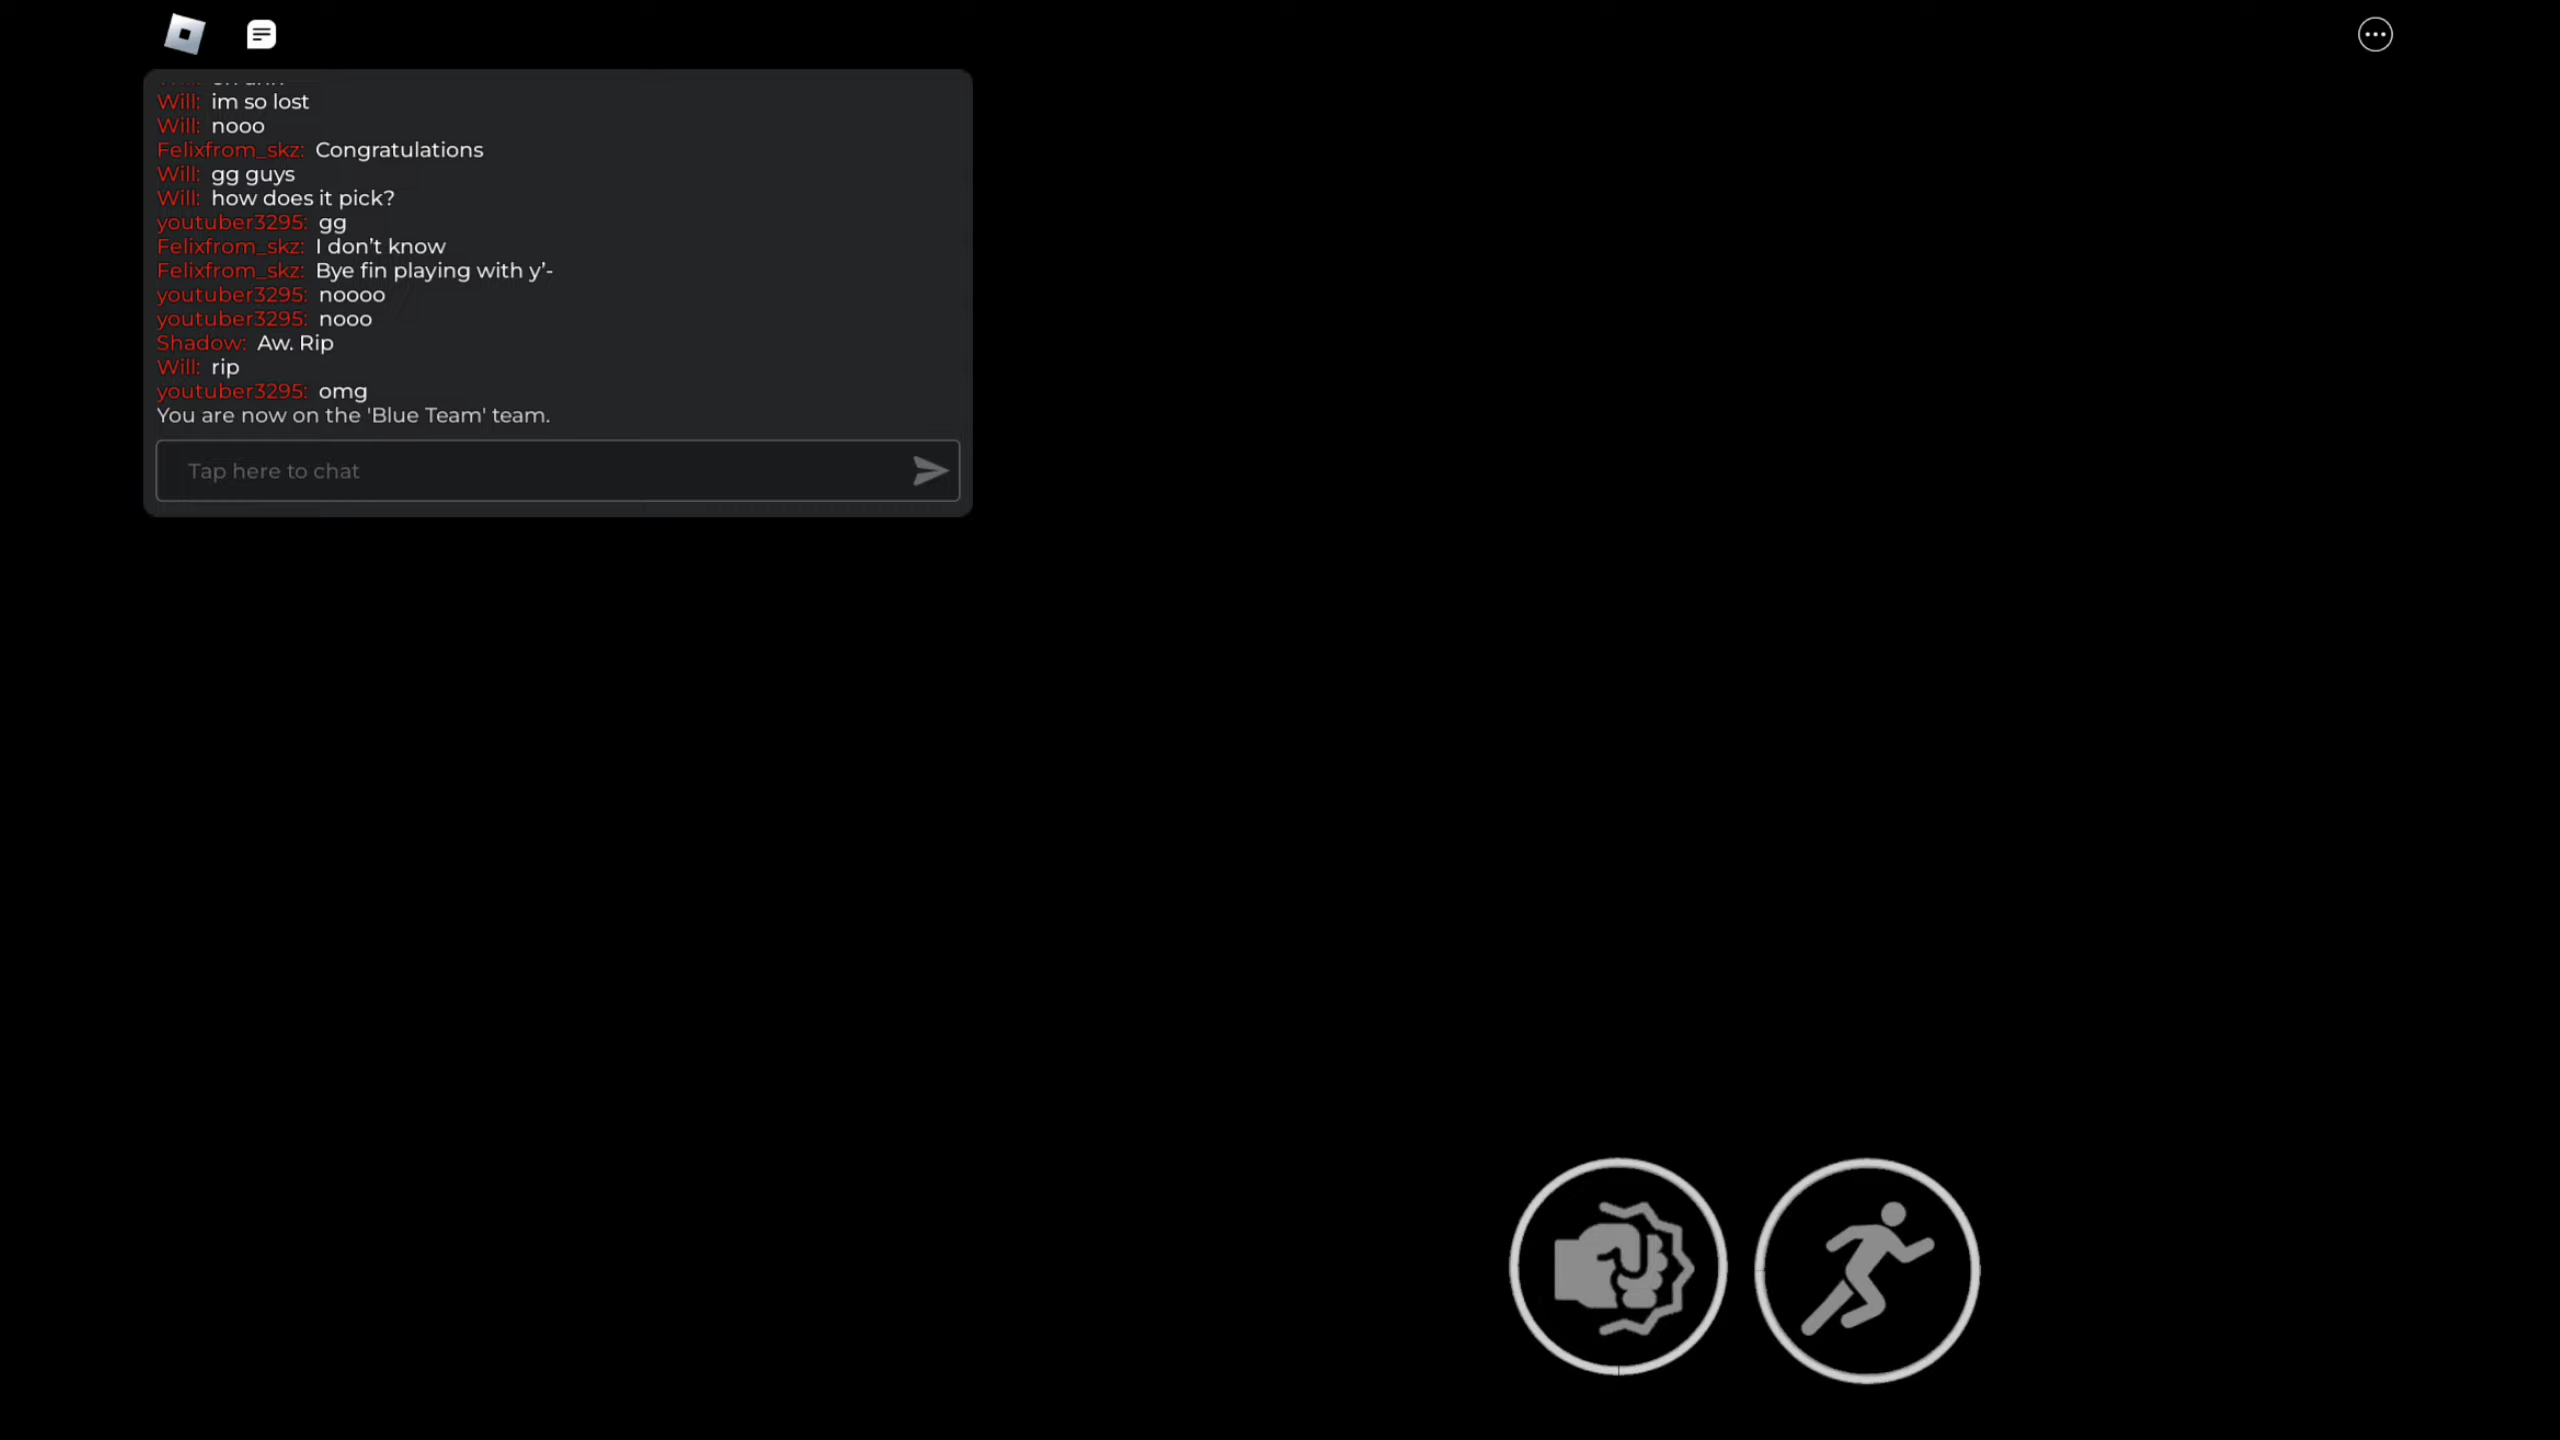 Will: im so lost
Will: nooo
Felixfrom_skz: Congratulations
Will: gg guys
Will: how does it pick?
youtuber3295: gg
Felixfrom_skz: I don’t know
Felixfrom_skz: Bye fin playing with y’-
youtuber3295: noooo
youtuber3295: nooo
Shadow: Aw. Rip
Will: rip
youtuber3295: omg
You are now on the 'Blue Team' team.
Tap here to chat